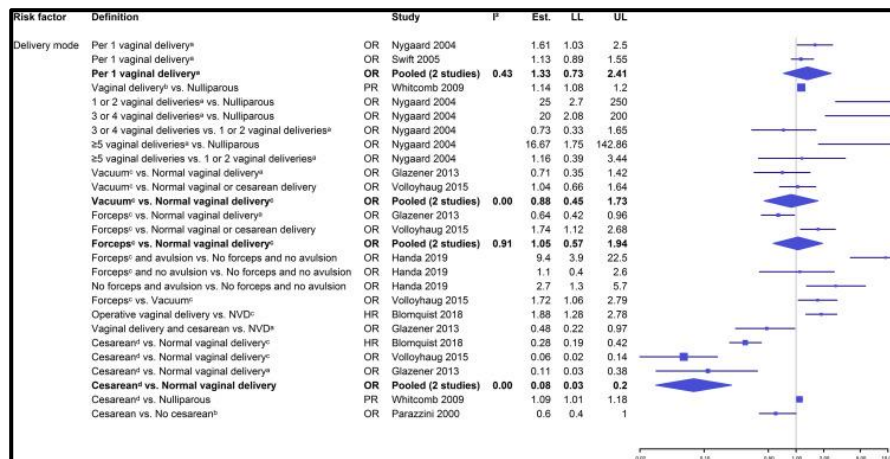 Risk factor Definition Study I² Est. LL UL
Delivery mode Per 1 vaginal deliveryᵃ OR Nygaard 2004 1.61 1.03 2.5
Per 1 vaginal deliveryᵃ OR Swift 2005 1.13 0.89 1.55
Per 1 vaginal deliveryᵃ OR Pooled (2 studies) 0.43 1.33 0.73 2.41
Vaginal deliveryᵇ vs. Nulliparous PR Whitcomb 2009 1.14 1.08 1.2
1 or 2 vaginal deliveriesᵃ vs. Nulliparous OR Nygaard 2004 25 2.7 250
3 or 4 vaginal deliveriesᵃ vs. Nulliparous OR Nygaard 2004 20 2.08 200
3 or 4 vaginal deliveries vs. 1 or 2 vaginal deliveriesᵃ OR Nygaard 2004 0.73 0.33 1.65
≥5 vaginal deliveriesᵃ vs. Nulliparous OR Nygaard 2004 16.67 1.75 142.86
≥5 vaginal deliveries vs. 1 or 2 vaginal deliveriesᵃ OR Nygaard 2004 1.16 0.39 3.44
Vacuumᶜ vs. Normal vaginal deliveryᵃ OR Glazener 2013 0.71 0.35 1.42
Vacuumᶜ vs. Normal vaginal or cesarean delivery OR Volloyhaug 2015 1.04 0.66 1.64
Vacuumᶜ vs. Normal vaginal deliveryᶜ OR Pooled (2 studies) 0.00 0.88 0.45 1.73
Forcepsᶜ vs. Normal vaginal deliveryᵃ OR Glazener 2013 0.64 0.42 0.96
Forcepsᶜ vs. Normal vaginal or cesarean delivery OR Volloyhaug 2015 1.74 1.12 2.68
Forcepsᶜ vs. Normal vaginal deliveryᶜ OR Pooled (2 studies) 0.91 1.05 0.57 1.94
Forcepsᶜ and avulsion vs. No forceps and no avulsion OR Handa 2019 9.4 3.9 22.5
Forcepsᶜ and no avulsion vs. No forceps and no avulsion OR Handa 2019 1.1 0.4 2.6
No forceps and avulsion vs. No forceps and no avulsion OR Handa 2019 2.7 1.3 5.7
Forcepsᶜ vs. Vacuumᶜ OR Volloyhaug 2015 1.72 1.06 2.79
Operative vaginal delivery vs. NVDᶜ HR Blomquist 2018 1.88 1.28 2.78
Vaginal delivery and cesarean vs. NVDᵃ OR Glazener 2013 0.48 0.22 0.97
Cesareanᵈ vs. Normal vaginal deliveryᶜ HR Blomquist 2018 0.28 0.19 0.42
Cesareanᵈ vs. Normal vaginal deliveryᶜ OR Volloyhaug 2015 0.06 0.02 0.14
Cesareanᵈ vs. Normal vaginal deliveryᵃ OR Glazener 2013 0.11 0.03 0.38
Cesareanᵈ vs. Normal vaginal delivery OR Pooled (2 studies) 0.00 0.08 0.03 0.2
Cesareanᵈ vs. Nulliparous PR Whitcomb 2009 1.09 1.01 1.18
Cesarean vs. No cesareanᵇ OR Parazzini 2000 0.6 0.4 1